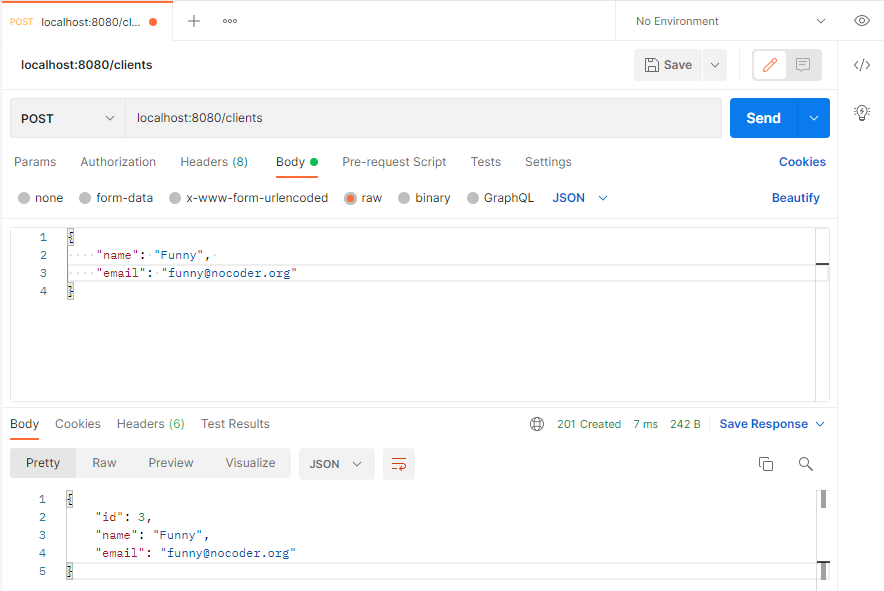 POST localhost:8080/cl...
No Environment
localhost:8080/clients
Save
POST localhost:8080/clients
Send
Params Authorization Headers (8) Body Pre-request Script Tests Settings Cookies
none form-data x-www-form-urlencoded raw binary GraphQL JSON Beautify
1 {
2 "name": "Funny",
3 "email": "funny@nocoder.org"
4 }
Body Cookies Headers (6) Test Results 201 Created 7 ms 242 B Save Response
Pretty Raw Preview Visualize JSON
1 {
2 "id": 3,
3 "name": "Funny",
4 "email": "funny@nocoder.org"
5 }